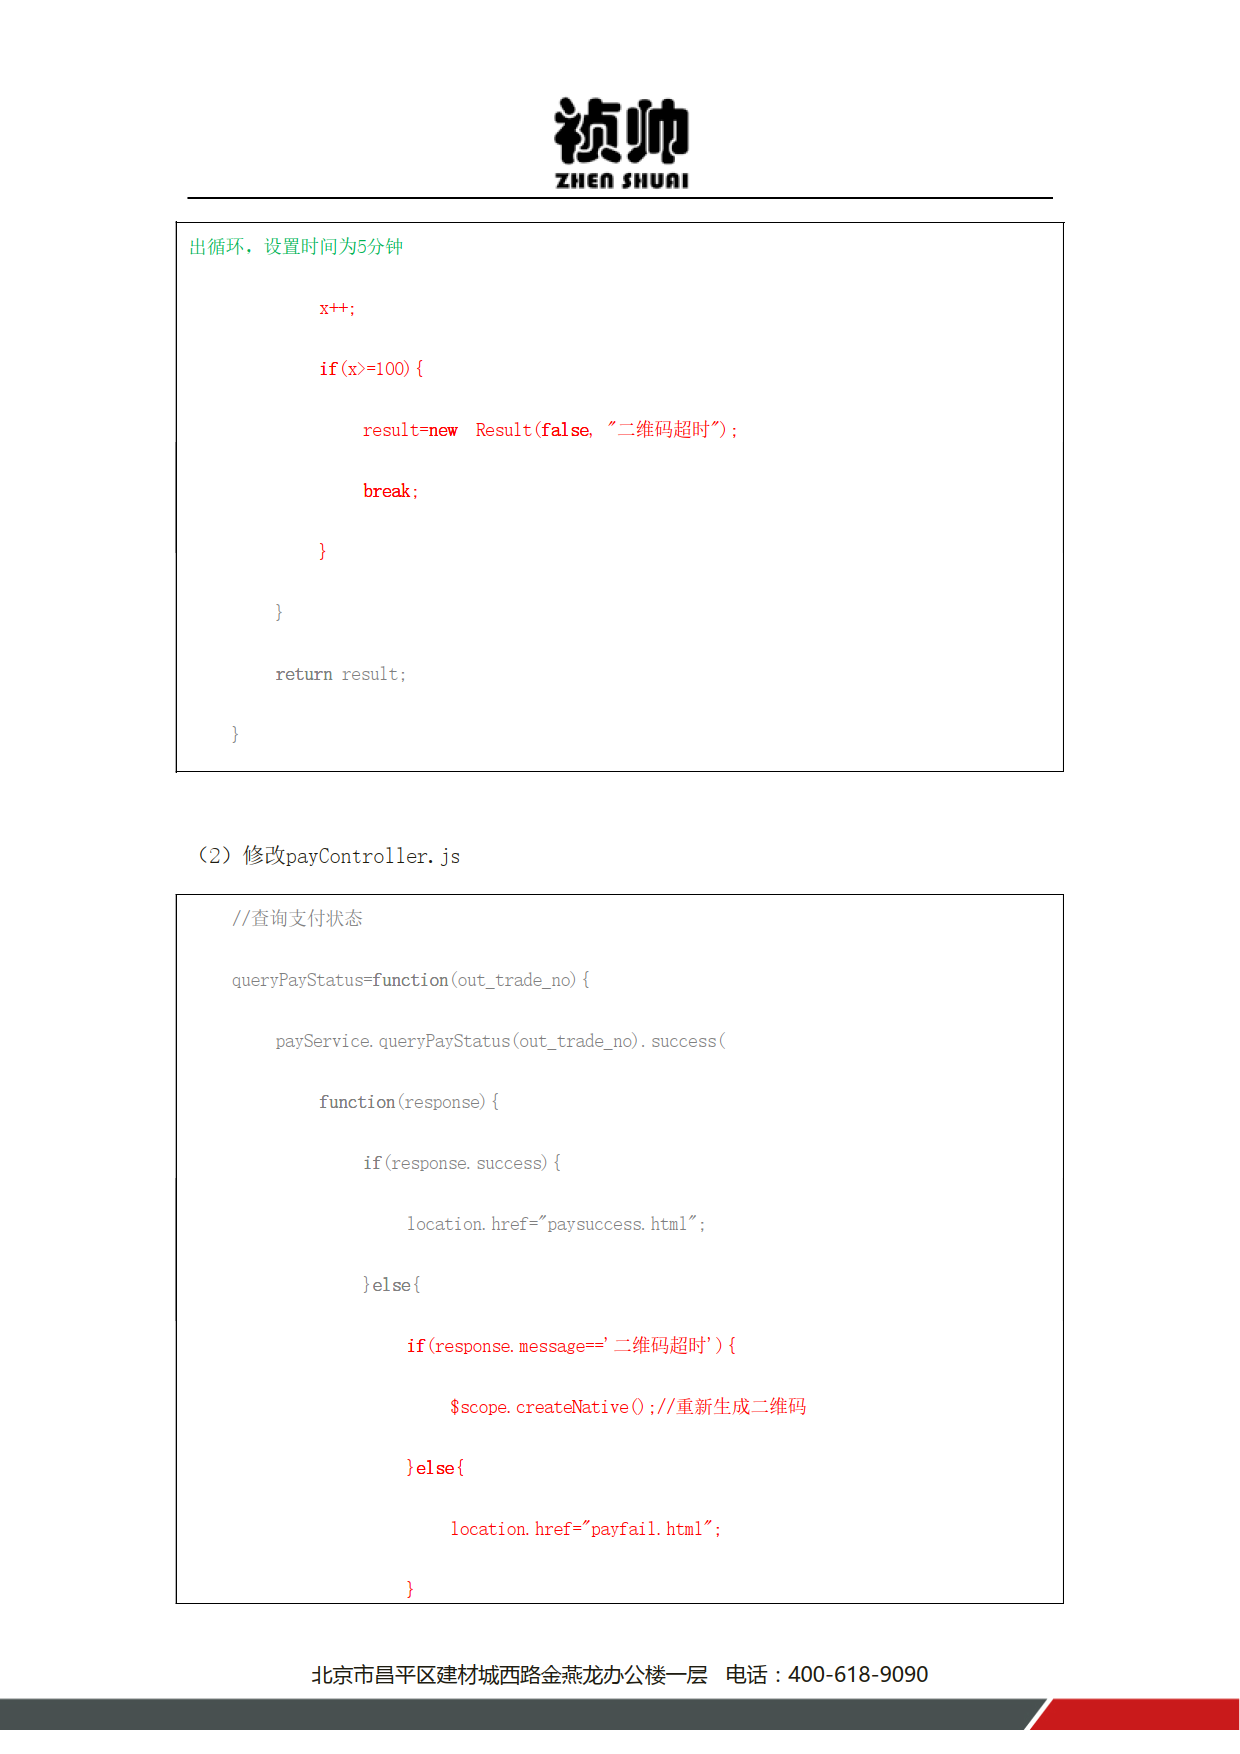 祯帅
ZHEN SHUAI
出循环，设置时间为5分钟
x++;
if(x>=100){
result=new  Result(false, "二维码超时");
break;
}
}
return result;
}
（2）修改payController.js
//查询支付状态
queryPayStatus=function(out_trade_no){
payService.queryPayStatus(out_trade_no).success(
function(response){
if(response.success){
location.href="paysuccess.html";
}else{
if(response.message=='二维码超时'){
$scope.createNative();//重新生成二维码
}else{
location.href="payfail.html";
}
北京市昌平区建材城西路金燕龙办公楼一层   电话：400-618-9090